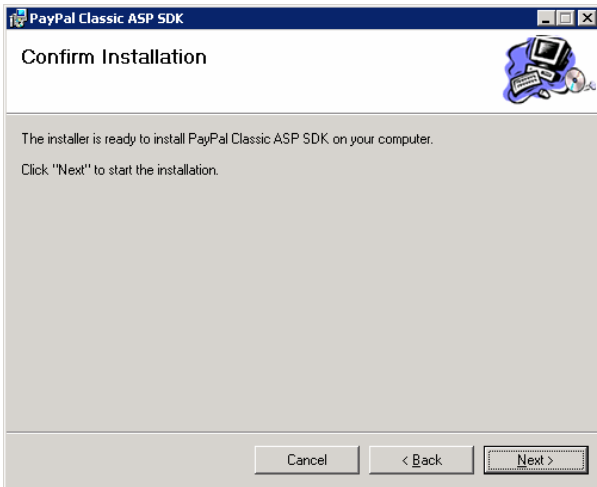 PayPal Classic ASP SDK
Confirm Installation
The installer is ready to install PayPal Classic ASP SDK on your computer.
Click "Next" to start the installation.
Cancel
< Back
Next >